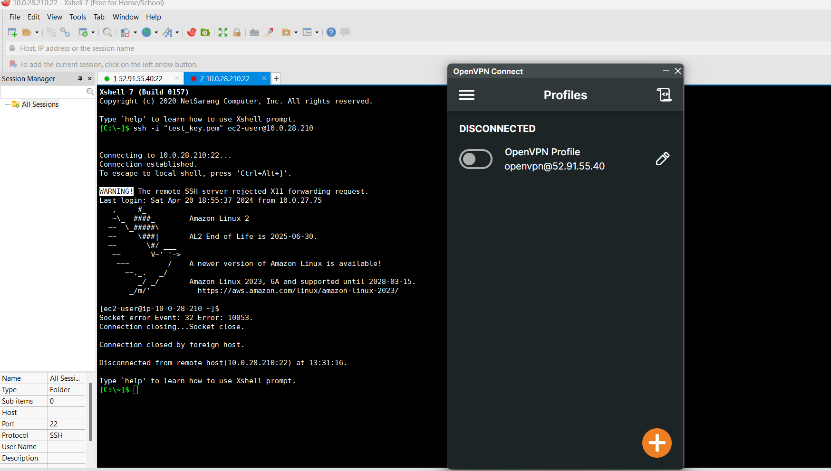 10.0.28.210:22 - Xshell 7 (Free for Home/School)
File Edit View Tools Tab Window Help
Host, IP address or the session name
To add the current session, click on the left arrow button.
Session Manager
1 52.91.55.40:22
2 10.0.28.210:22
All Sessions
Xshell 7 (Build 0157)
Copyright (c) 2020 NetSarang Computer, Inc. All rights reserved.
Type `help' to learn how to use Xshell prompt.
[C:\~]$ ssh -i "test_key.pem" ec2-user@10.0.28.210
Connecting to 10.0.28.210:22...
Connection established.
To escape to local shell, press 'Ctrl+Alt+]'.
WARNING! The remote SSH server rejected X11 forwarding request.
Last login: Sat Apr 20 18:55:37 2024 from 10.0.27.75
Amazon Linux 2
AL2 End of Life is 2025-06-30.
A newer version of Amazon Linux is available!
Amazon Linux 2023, GA and supported until 2028-03-15.
https://aws.amazon.com/linux/amazon-linux-2023/
[ec2-user@ip-10-0-28-210 ~]$
Socket error Event: 32 Error: 10053.
Connection closing...Socket close.
Connection closed by foreign host.
Disconnected from remote host(10.0.28.210:22) at 13:31:16.
Type `help' to learn how to use Xshell prompt.
[C:\~]$
Name All Sessi...
Type Folder
Sub items 0
Host
Port 22
Protocol SSH
User Name
Description
OpenVPN Connect
Profiles
DISCONNECTED
OpenVPN Profile
openvpn@52.91.55.40